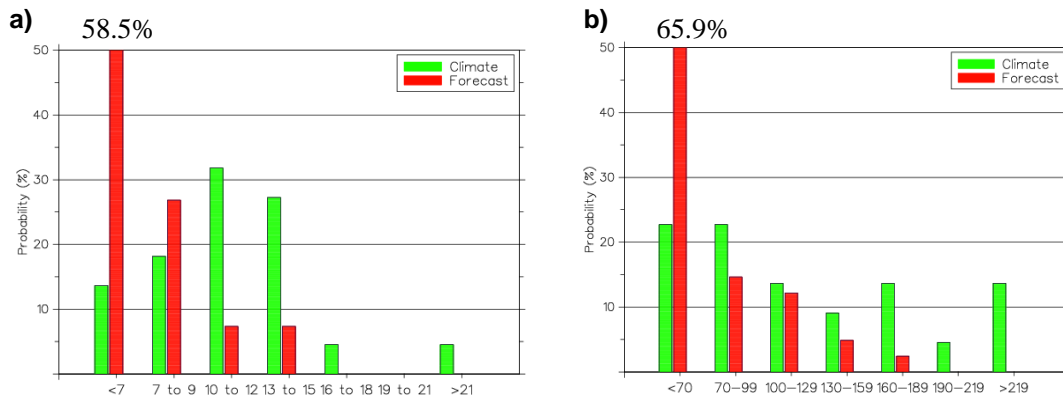 a)
58.5%
50
40
30
20
10
Probability (%)
Climate
Forecast
<7 7 to 9 10 to 12 13 to 15 16 to 18 19 to 21 >21
b)
65.9%
50
40
30
20
10
Probability (%)
Climate
Forecast
<70 70−99 100−129 130−159 160−189 190−219 >219